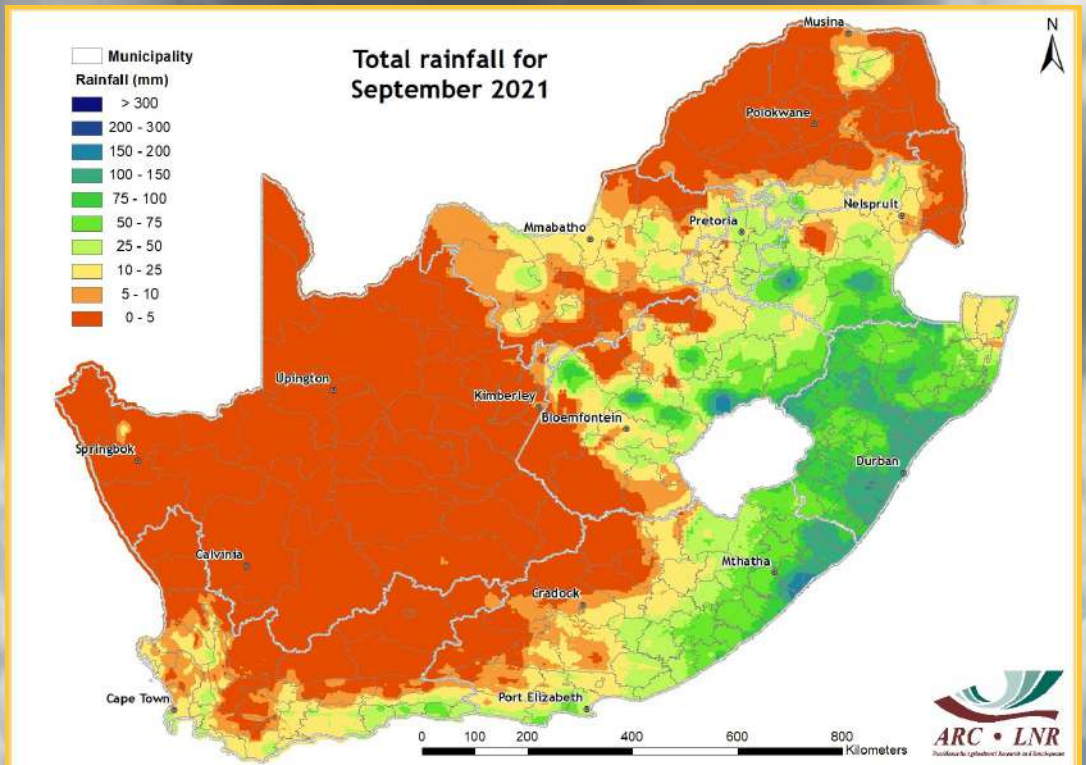 Total rainfall for
September 2021
Municipality
Rainfall (mm)
> 300
200 - 300
150 - 200
100 - 150
75 - 100
50 - 75
25 - 50
10 - 25
5 - 10
0 - 5
N
Musina
Polokwane
Nelspruit
Pretoria
Mmabatho
Upington
Kimberley
Bloemfontein
Springbok
Durban
Calvinia
Mthatha
Cradock
Cape Town
Port Elizabeth
0 100 200 400 600 800
Kilometers
ARC • LNR